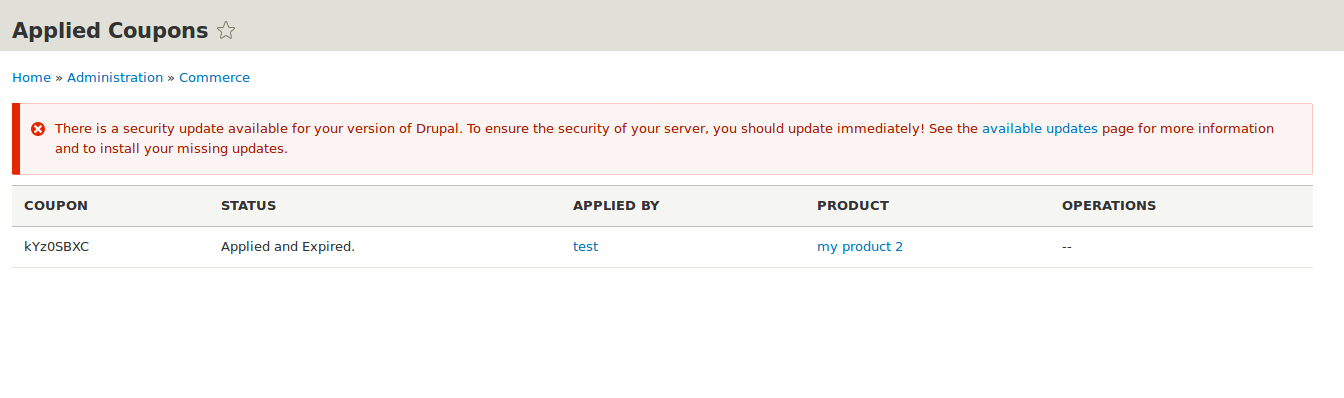 Applied Coupons
Home » Administration » Commerce
There is a security update available for your version of Drupal. To ensure the security of your server, you should update immediately! See the available updates page for more information
and to install your missing updates.
COUPON STATUS APPLIED BY PRODUCT OPERATIONS
kYz0SBXC Applied and Expired. test my product 2 --